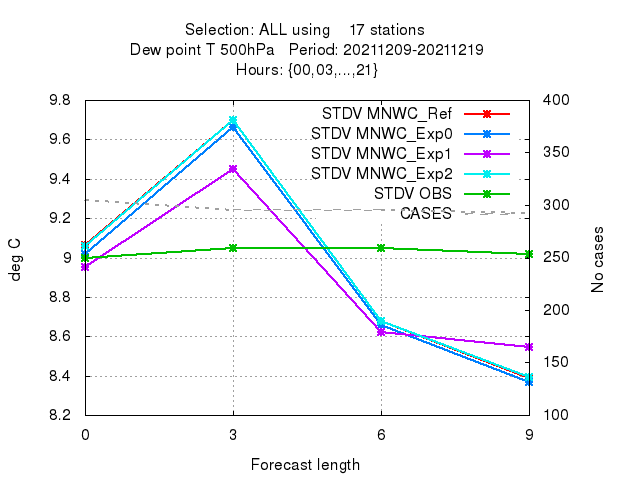 Selection: ALL using 17 stations
Dew point T 500hPa Period: 20211209-20211219
Hours: {00,03,...,21}
STDV MNWC_Ref
STDV MNWC_Exp0
STDV MNWC_Exp1
STDV MNWC_Exp2
STDV OBS
CASES
9.8
9.6
9.4
9.2
9
8.8
8.6
8.4
8.2
400
350
300
250
200
150
100
deg C
No cases
0 3 6 9
Forecast length